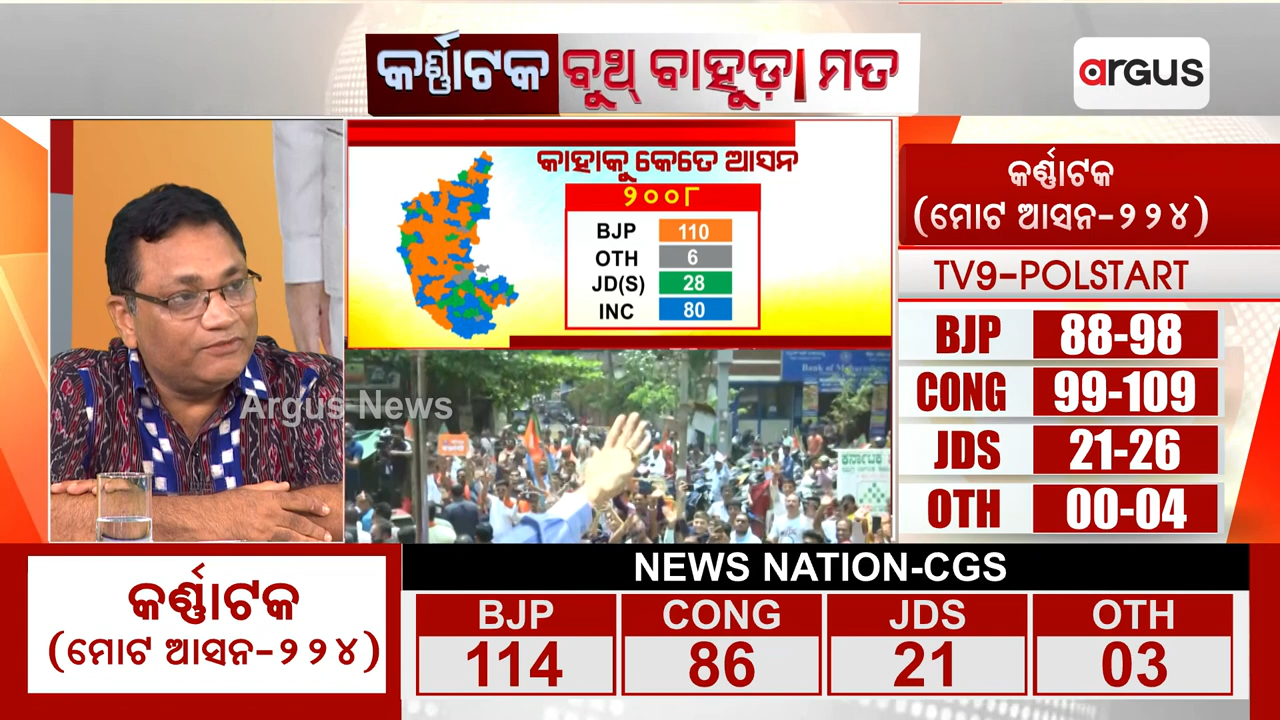 କର୍ଣ୍ଣାଟକ ବୁଥ୍ ବାହୁଡ଼ା ମତ
argus
କାହାକୁ କେତେ ଆସନ
୨୦୦୮
BJP 110
OTH 6
JD(S) 28
INC 80
Argus News
Bank of
କର୍ଣ୍ଣାଟକ
(ମୋଟ ଆସନ-୨୨୪)
TV9-POLSTART
BJP 88-98
CONG 99-109
JDS 21-26
OTH 00-04
କର୍ଣ୍ଣାଟକ
(ମୋଟ ଆସନ-୨୨୪)
NEWS NATION-CGS
BJP CONG JDS OTH
114 86 21 03